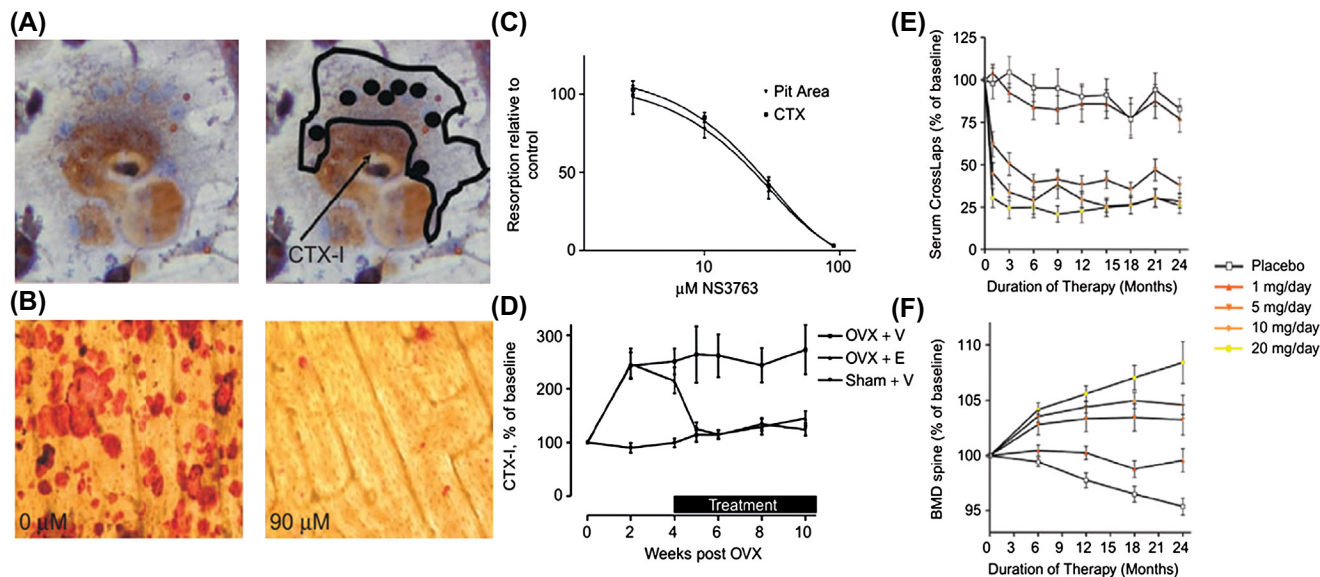 (A)
CTX-I
(B)
0 μM
90 μM
(C)
Resorption relative to
control
100
50
0
10
100
μM NS3763
Pit Area
CTX
(D)
CTX-I, % of baseline
300
200
100
0
0
2
4
6
8
10
Treatment
Weeks post OVX
OVX + V
OVX + E
Sham + V
(E)
Serum CrossLaps (% of baseline)
125
100
75
50
25
0
0
3
6
9
12
15
18
21
24
Duration of Therapy (Months)
Placebo
1 mg/day
5 mg/day
10 mg/day
20 mg/day
(F)
BMD spine (% of baseline)
110
105
100
95
0
3
6
9
12
15
18
21
24
Duration of Therapy (Months)